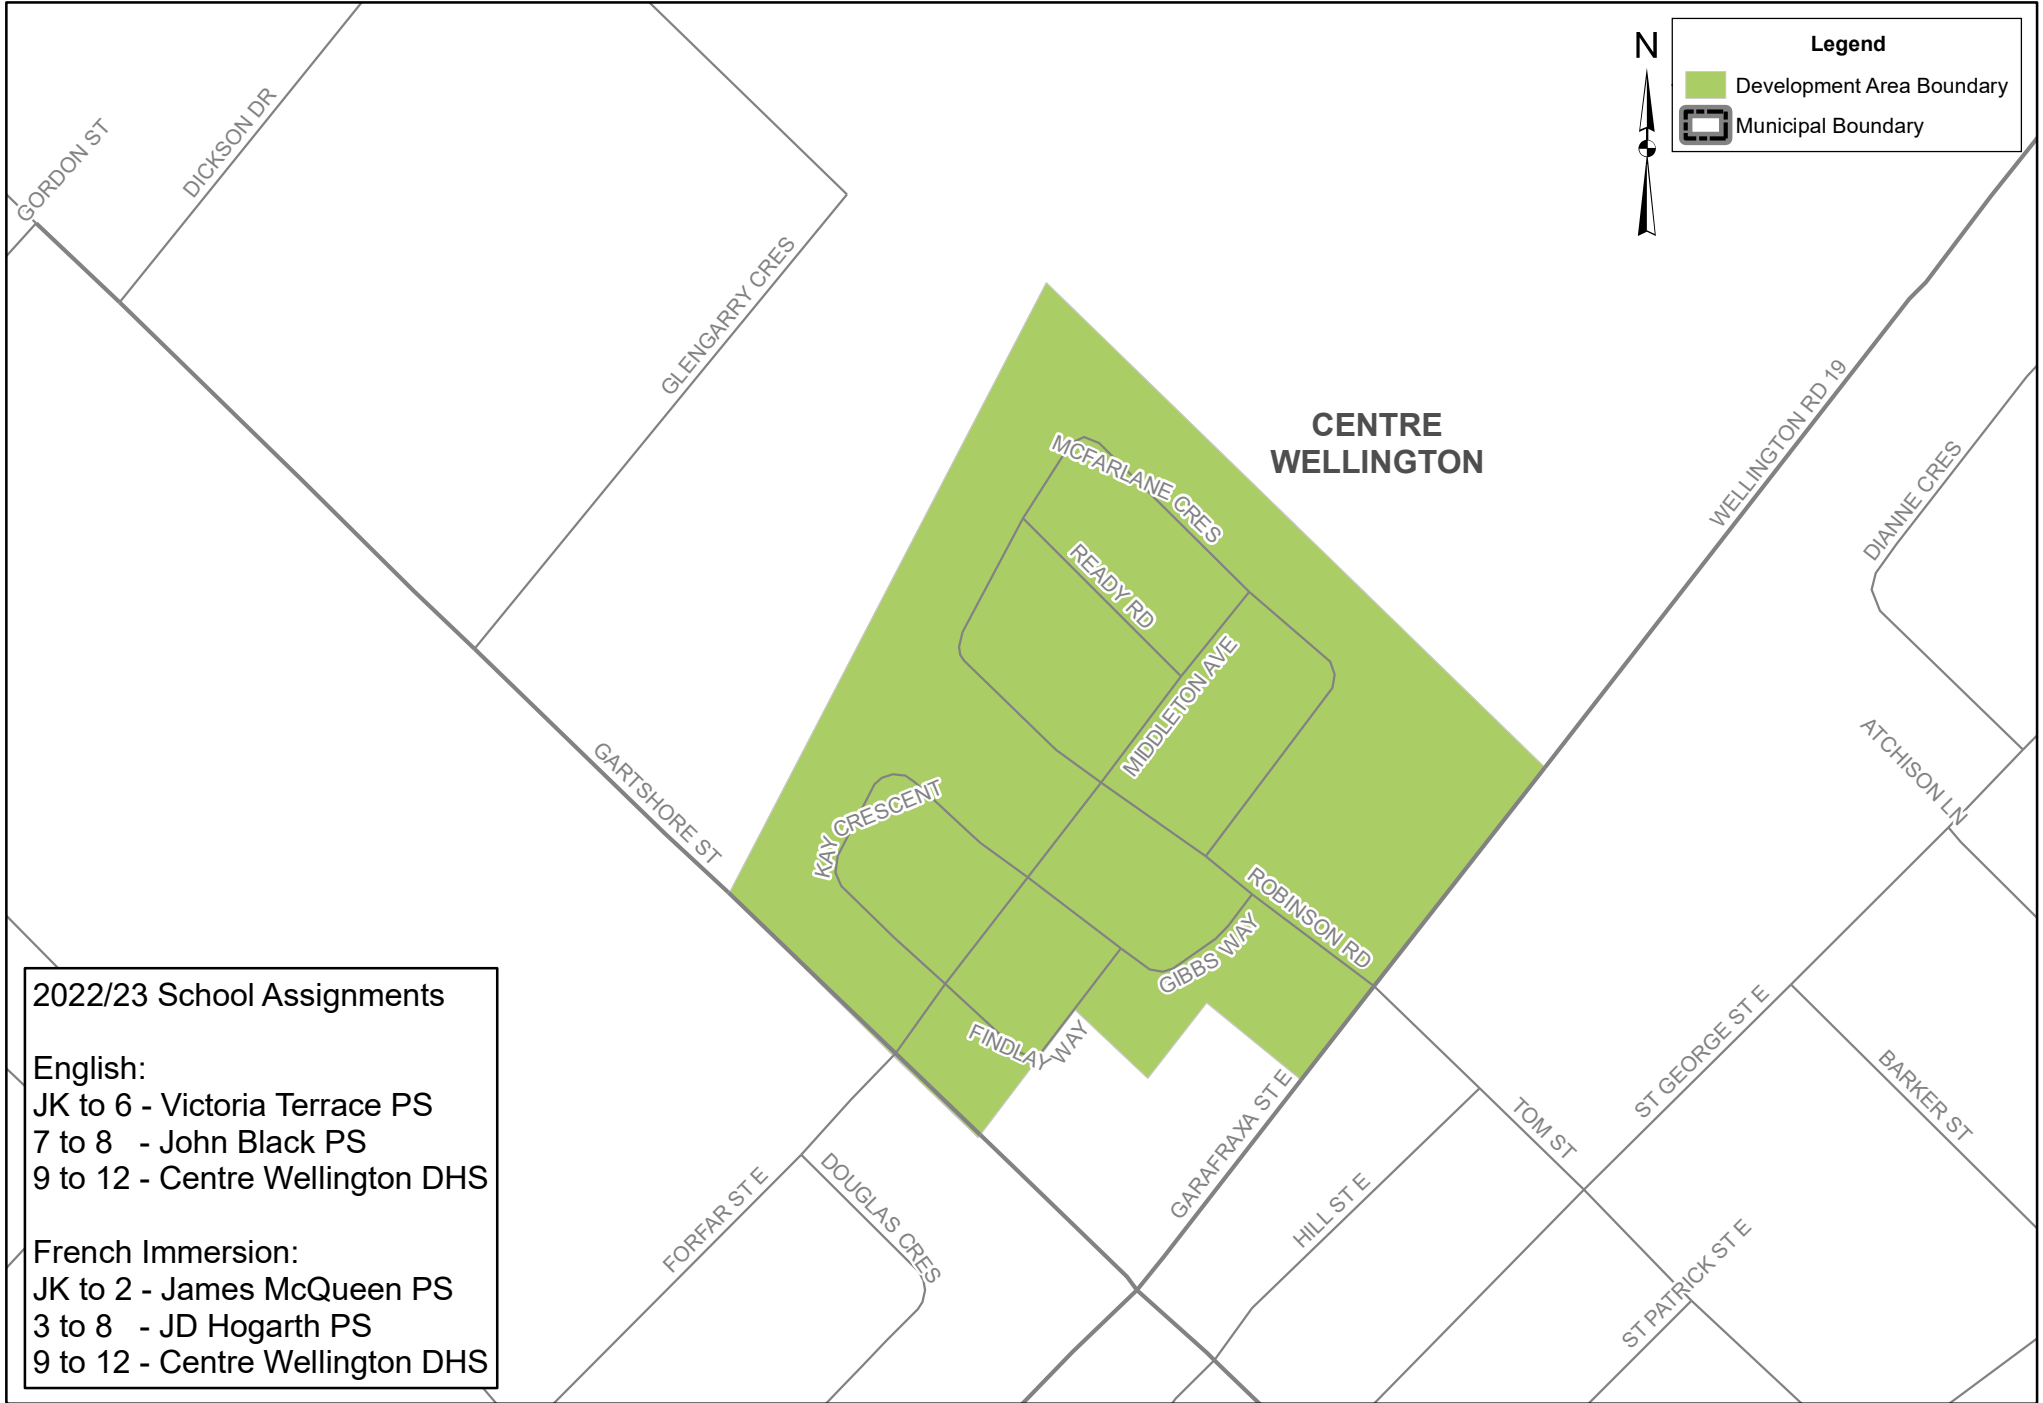 N
Legend
Development Area Boundary
Municipal Boundary
GORDON ST
DICKSON DR
GLENGARRY CRES
CENTRE
WELLINGTON
WELLINGTON RD 19
DIANNE CRES
MCFARLANE CRES
READY RD
MIDDLETON AVE
ATCHISON LN
GARTSHORE ST
KAY CRESCENT
ROBINSON RD
GIBBS WAY
FINDLAY WAY
ST GEORGE ST E
BARKER ST
TOM ST
GARAFRAXA ST E
HILL ST E
FORFAR ST E
DOUGLAS CRES
ST PATRICK ST E
2022/23 School Assignments
English:
JK to 6 - Victoria Terrace PS
7 to 8 - John Black PS
9 to 12 - Centre Wellington DHS
French Immersion:
JK to 2 - James McQueen PS
3 to 8 - JD Hogarth PS
9 to 12 - Centre Wellington DHS